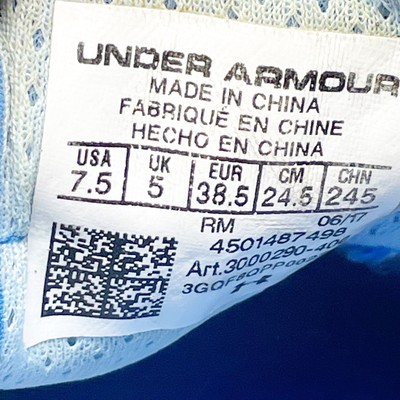 UNDER ARMOUR
MADE IN CHINA
FABRIQUÉ EN CHINE
HECHO EN CHINA
USA UK EUR CM CHN
7.5 5 38.5 24.5 245
RM 06/17
4501487498